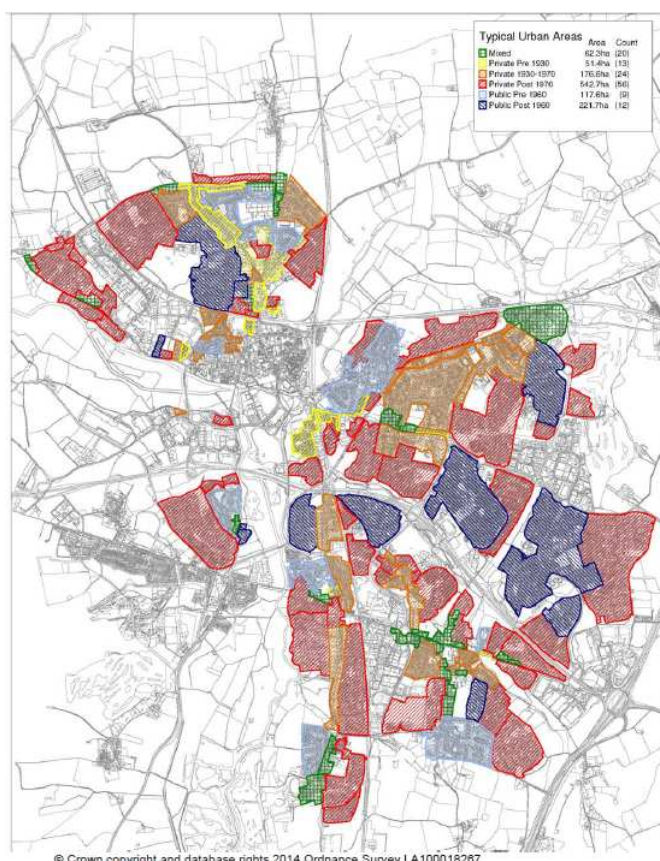 Typical Urban Areas Area Count
Mixed 62.3ha (20)
Private Pre 1930 51.4ha (13)
Private 1930-1970 176.6ha (24)
Private Post 1970 542.7ha (56)
Public Pre 1960 117.6ha (9)
Public Post 1960 221.7ha (12)
© Crown copyright and database rights 2014 Ordnance Survey LA100018267